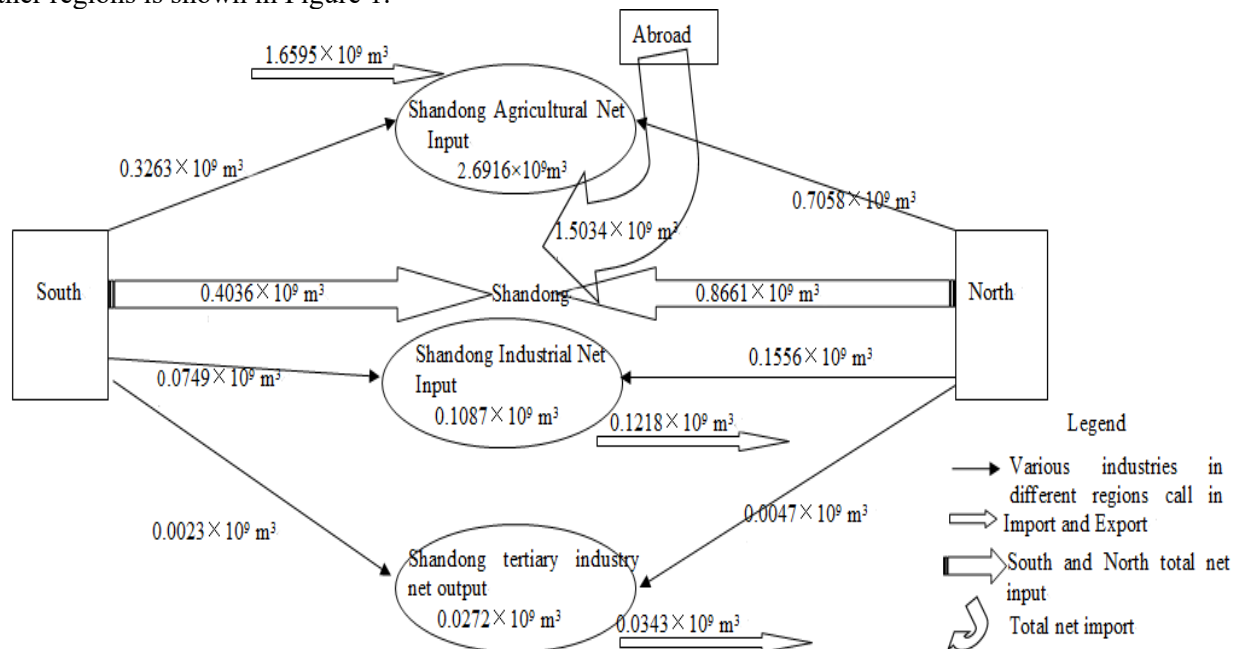 other regions is shown in Figure 1.
Abroad
1.6595×10⁹ m³
Shandong Agricultural Net
Input
2.6916×10⁹m³
0.3263×10⁹ m³
0.7058×10⁹ m³
1.5034×10⁹ m³
South
0.4036×10⁹ m³
Shandong
0.8661×10⁹ m³
North
Shandong Industrial Net
Input
0.1087×10⁹ m³
0.0749×10⁹ m³
0.1556×10⁹ m³
0.1218×10⁹ m³
0.0023×10⁹ m³
0.0047×10⁹ m³
Shandong tertiary industry
net output
0.0272×10⁹ m³
0.0343×10⁹ m³
Legend
Various industries in
different regions call in
Import and Export
South and North total net
input
Total net import